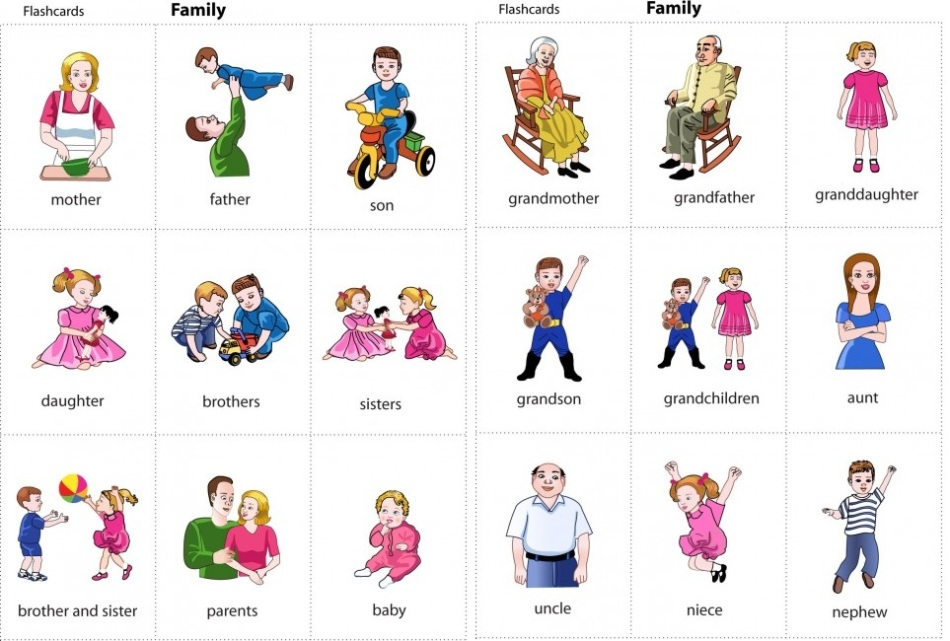 Flashcards
Family
mother
father
son
daughter
brothers
sisters
brother and sister
parents
baby
Flashcards
Family
grandmother
grandfather
granddaughter
grandson
grandchildren
aunt
uncle
niece
nephew